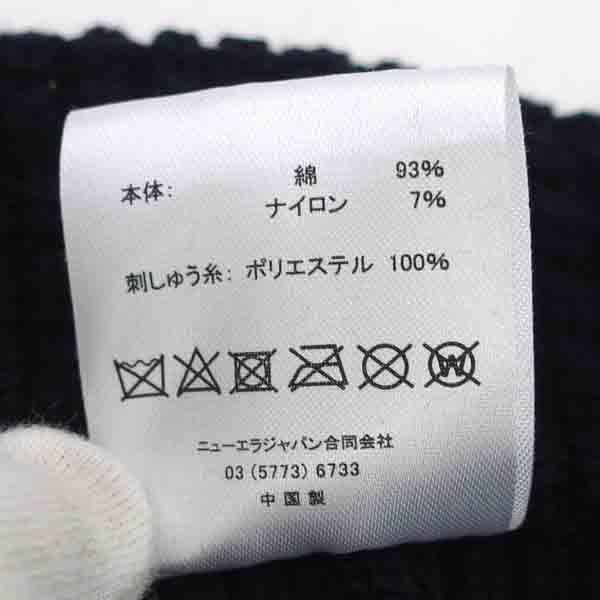 本体: 綿 93%
ナイロン 7%
刺しゅう糸: ポリエステル 100%
W
ニューエラジャパン合同会社
03 (5773) 6733
中国製